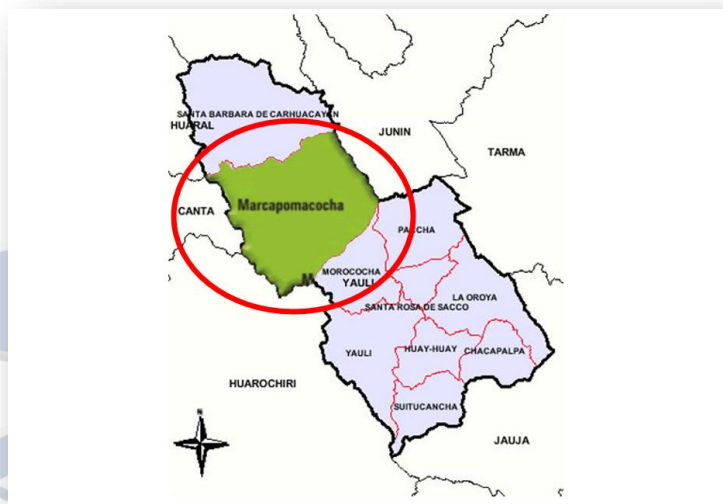 SANTA BARBARA DE CARHUACAYAN
HUARAL
JUNIN
TARMA
CANTA
Marcapomacocha
PACCHA
M
MOROCOCHA
YAULI
LA OROYA
SANTA ROSA DE SACCO
YAULI
HUAY-HUAY
CHACAPALPA
HUAROCHIRI
SUITUCANCHA
N
JAUJA